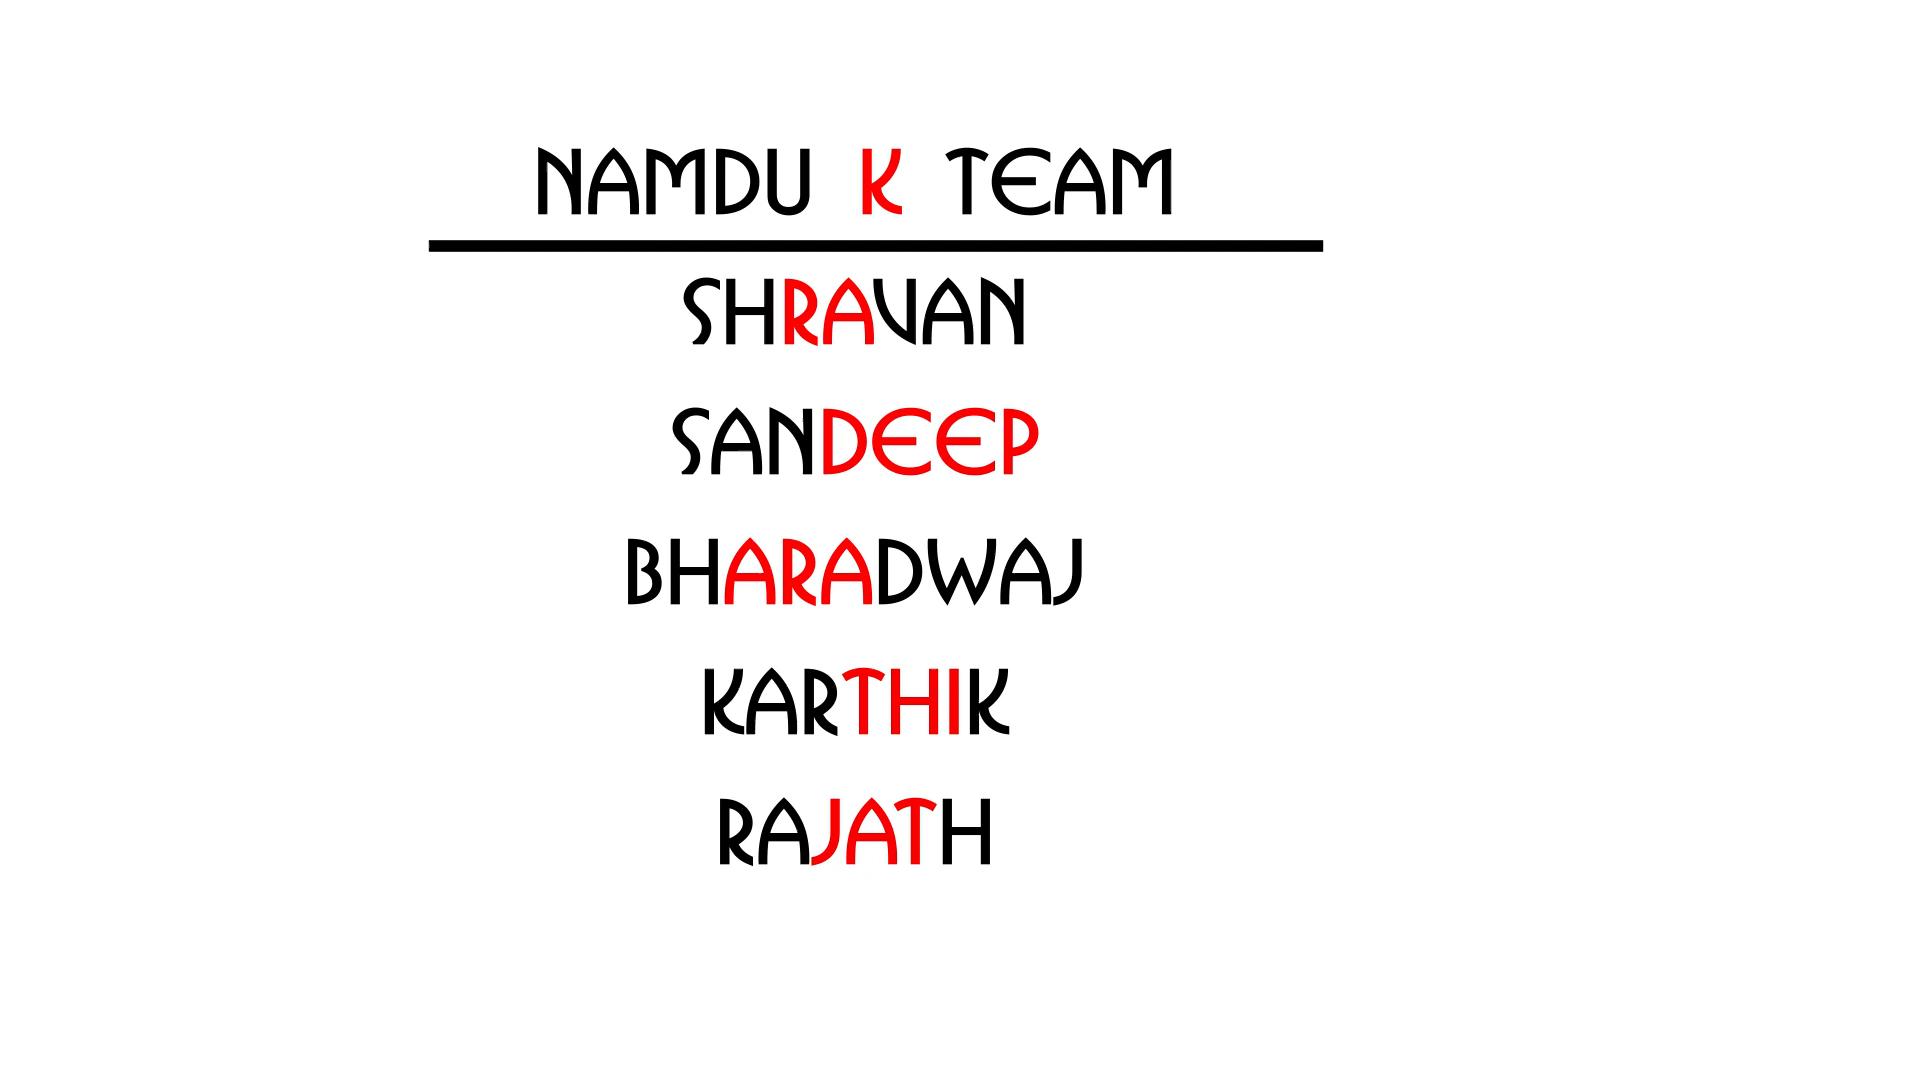 NAMDU K TEAM
SHRAVAN
SANDEEP
BHARADWAJ
KARTHIK
RAJATH